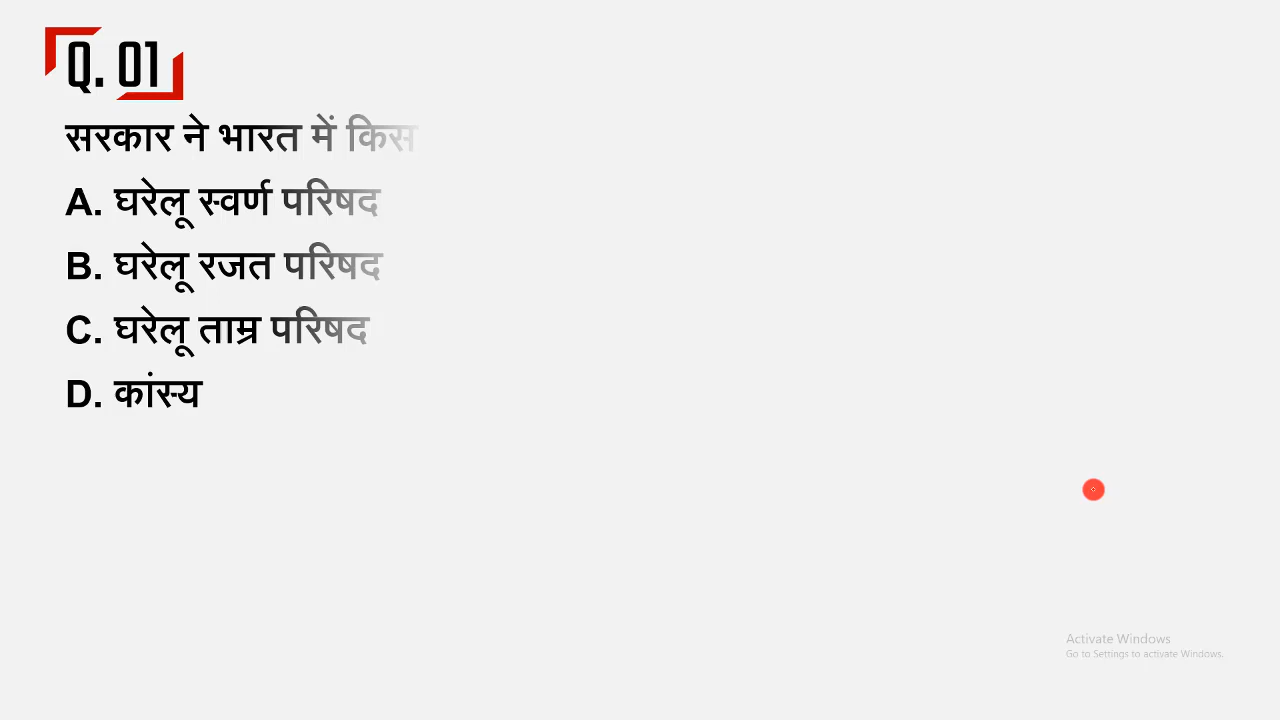 Q. 01
सरकार ने भारत में किस
A. घरेलू स्वर्ण परिषद
B. घरेलू रजत परिषद
C. घरेलू ताम्र परिषद
D. कांस्य
Activate Windows
Go to Settings to activate Windows.